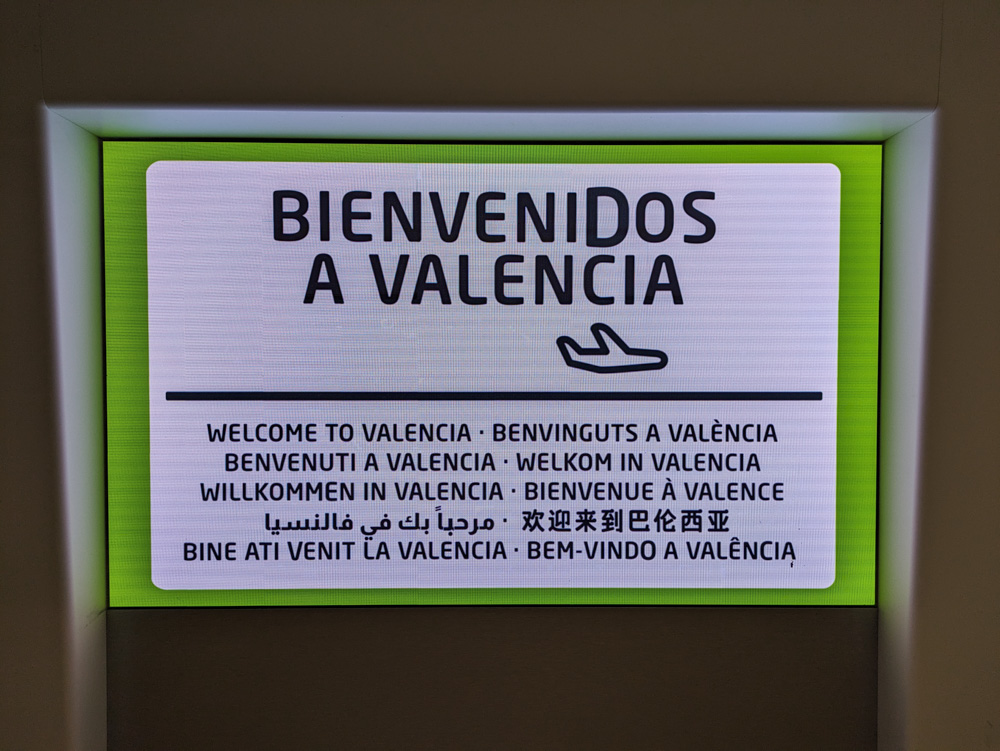 BIENVENIDOS
A VALENCIA
WELCOME TO VALENCIA · BENVINGUTS A VALÈNCIA
BENVENUTI A VALENCIA · WELKOM IN VALENCIA
WILLKOMMEN IN VALENCIA · BIENVENUE À VALENCE
مرحباً بك في فالنسيا · 欢迎来到巴伦西亚
BINE ATI VENIT LA VALENCIA · BEM-VINDO A VALÊNCIA